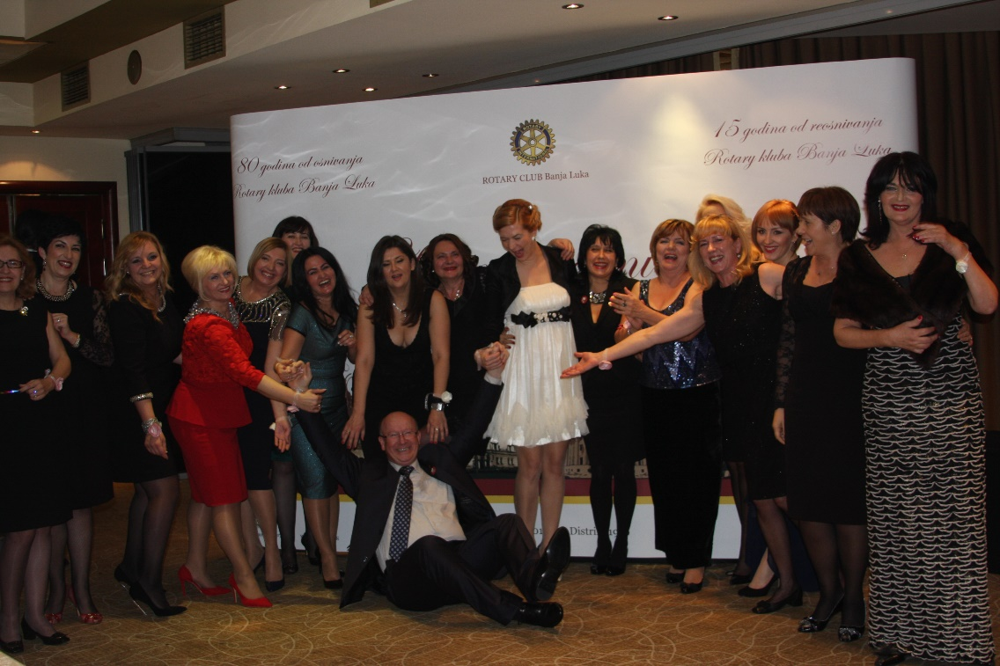 80 godina od osnivanja
Rotary kluba Banja Luka
ROTARY CLUB Banja Luka
15 godina od reosnivanja
Rotary kluba Banja Luka